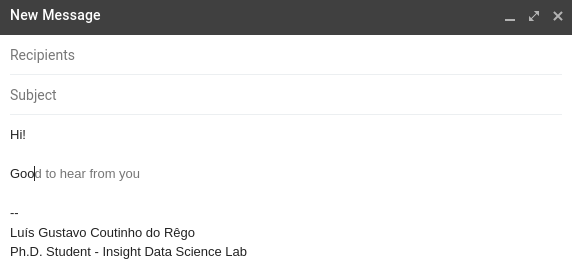 New Message
Recipients
Subject
Hi!
Good to hear from you
--
Luís Gustavo Coutinho do Rêgo
Ph.D. Student - Insight Data Science Lab